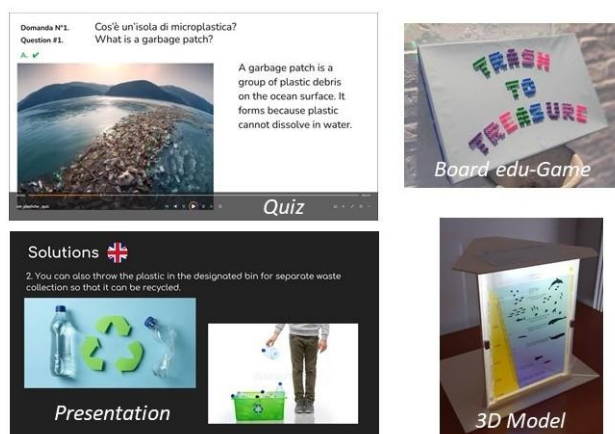 Domanda N°1. Cos'è un'isola di microplastica?
Question #1. What is a garbage patch?
A. ✔
A garbage patch is a
group of plastic debris
on the ocean surface. It
forms because plastic
cannot dissolve in water.
Quiz
TRASH
TO
TREASURE
Board edu-Game
Solutions
2. You can also throw the plastic in the designated bin for separate waste
collection so that it can be recycled.
Presentation
3D Model